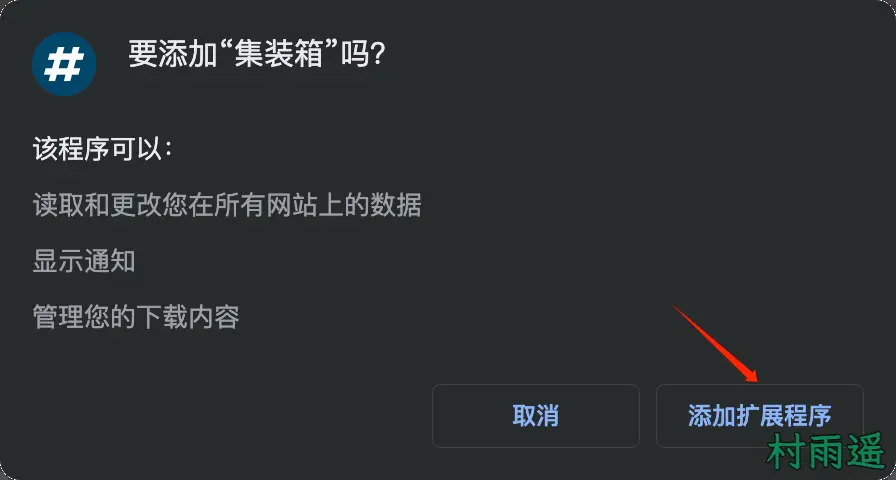 #
要添加“集装箱”吗？
该程序可以：
读取和更改您在所有网站上的数据
显示通知
管理您的下载内容
取消
添加扩展程序
村雨遥